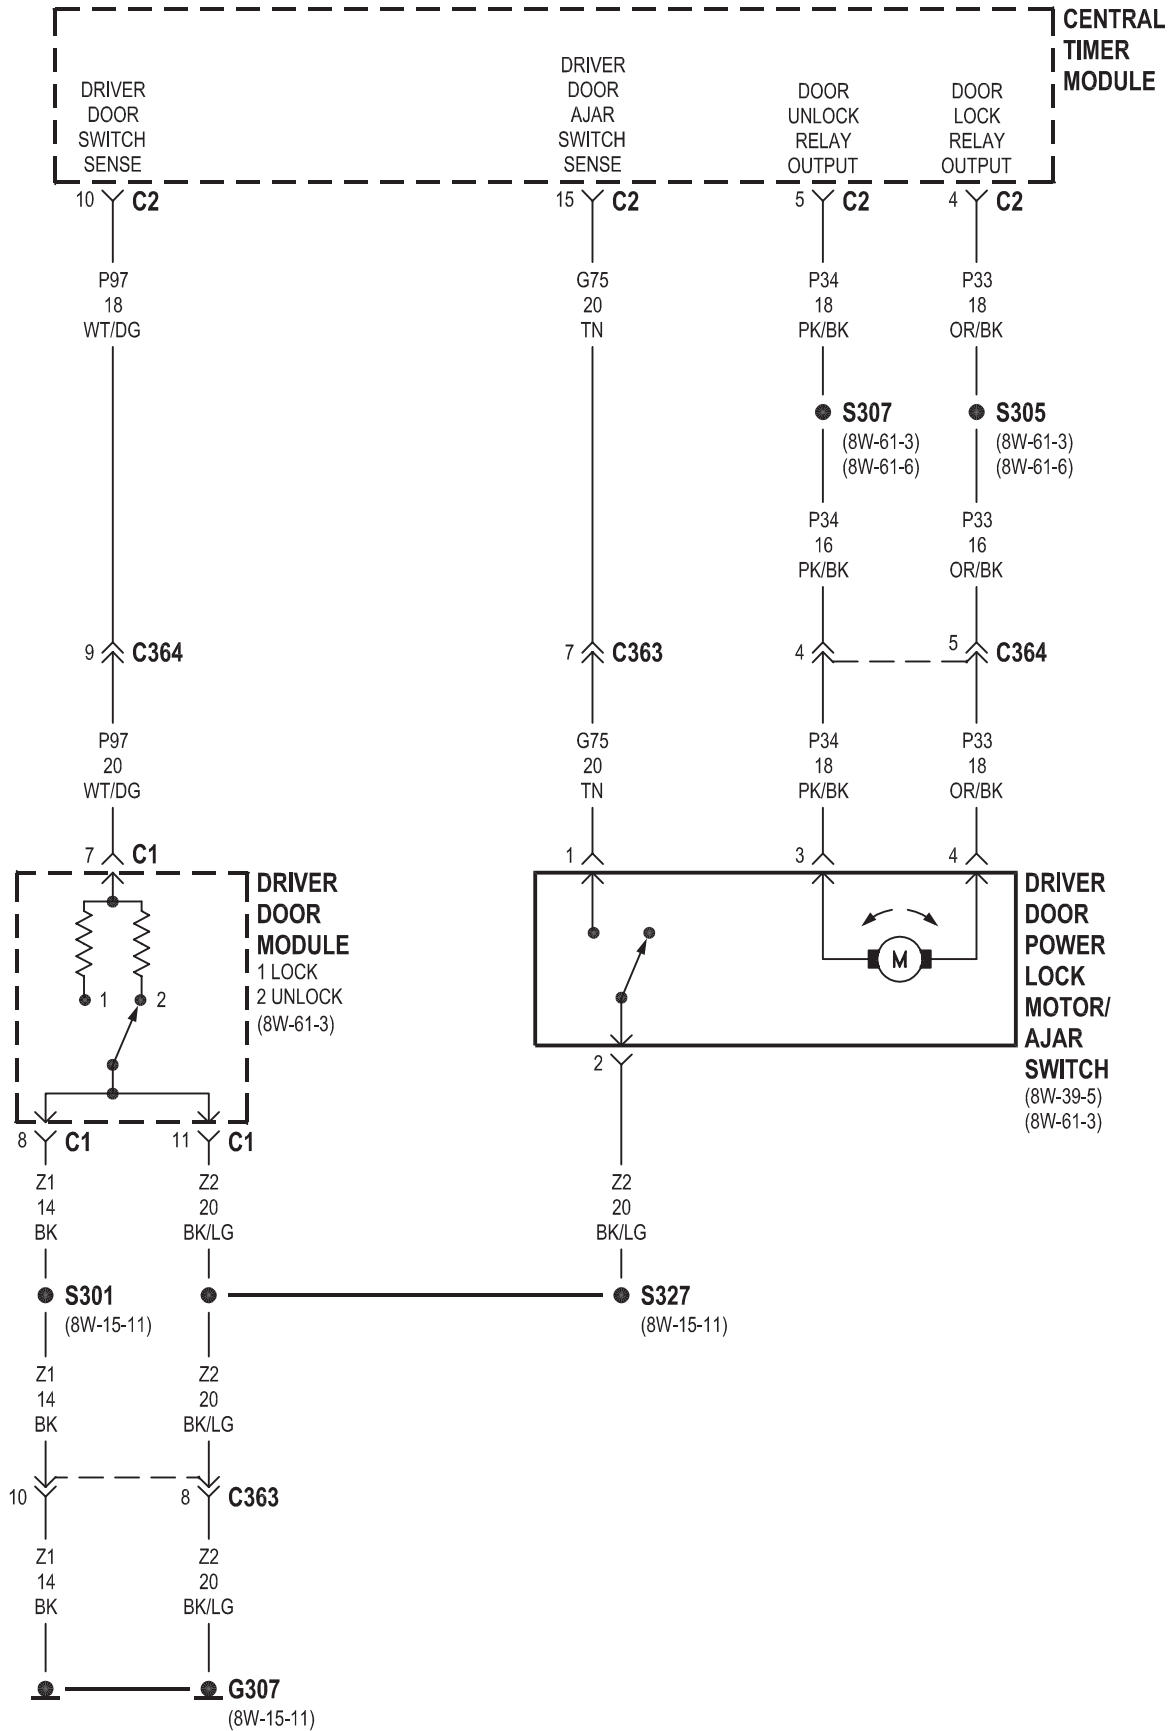 CENTRAL
TIMER
MODULE
DRIVER
DOOR
SWITCH
SENSE
DRIVER
DOOR
AJAR
SWITCH
SENSE
DOOR
UNLOCK
RELAY
OUTPUT
DOOR
LOCK
RELAY
OUTPUT
10 C2
15 C2
5 C2
4 C2
P97
18
WT/DG
G75
20
TN
P34
18
PK/BK
P33
18
OR/BK
S307
(8W-61-3)
(8W-61-6)
S305
(8W-61-3)
(8W-61-6)
P34
16
PK/BK
P33
16
OR/BK
9 C364
7 C363
4
5 C364
P97
20
WT/DG
G75
20
TN
P34
18
PK/BK
P33
18
OR/BK
7 C1
1
3
4
DRIVER
DOOR
MODULE
1 LOCK
2 UNLOCK
(8W-61-3)
1
2
M
DRIVER
DOOR
POWER
LOCK
MOTOR/
AJAR
SWITCH
(8W-39-5)
(8W-61-3)
8 C1
11 C1
2
Z1
14
BK
Z2
20
BK/LG
Z2
20
BK/LG
S301
(8W-15-11)
S327
(8W-15-11)
Z1
14
BK
Z2
20
BK/LG
10
8 C363
Z1
14
BK
Z2
20
BK/LG
G307
(8W-15-11)